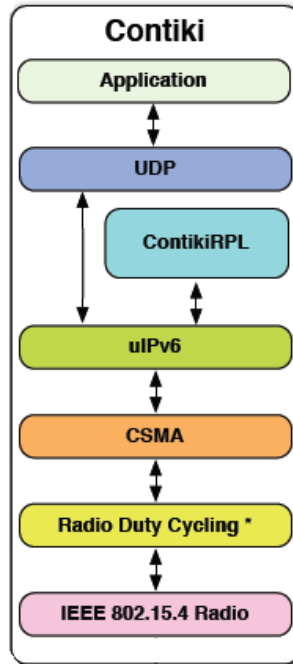 Contiki
Application
UDP
ContikiRPL
uIPv6
CSMA
Radio Duty Cycling *
IEEE 802.15.4 Radio